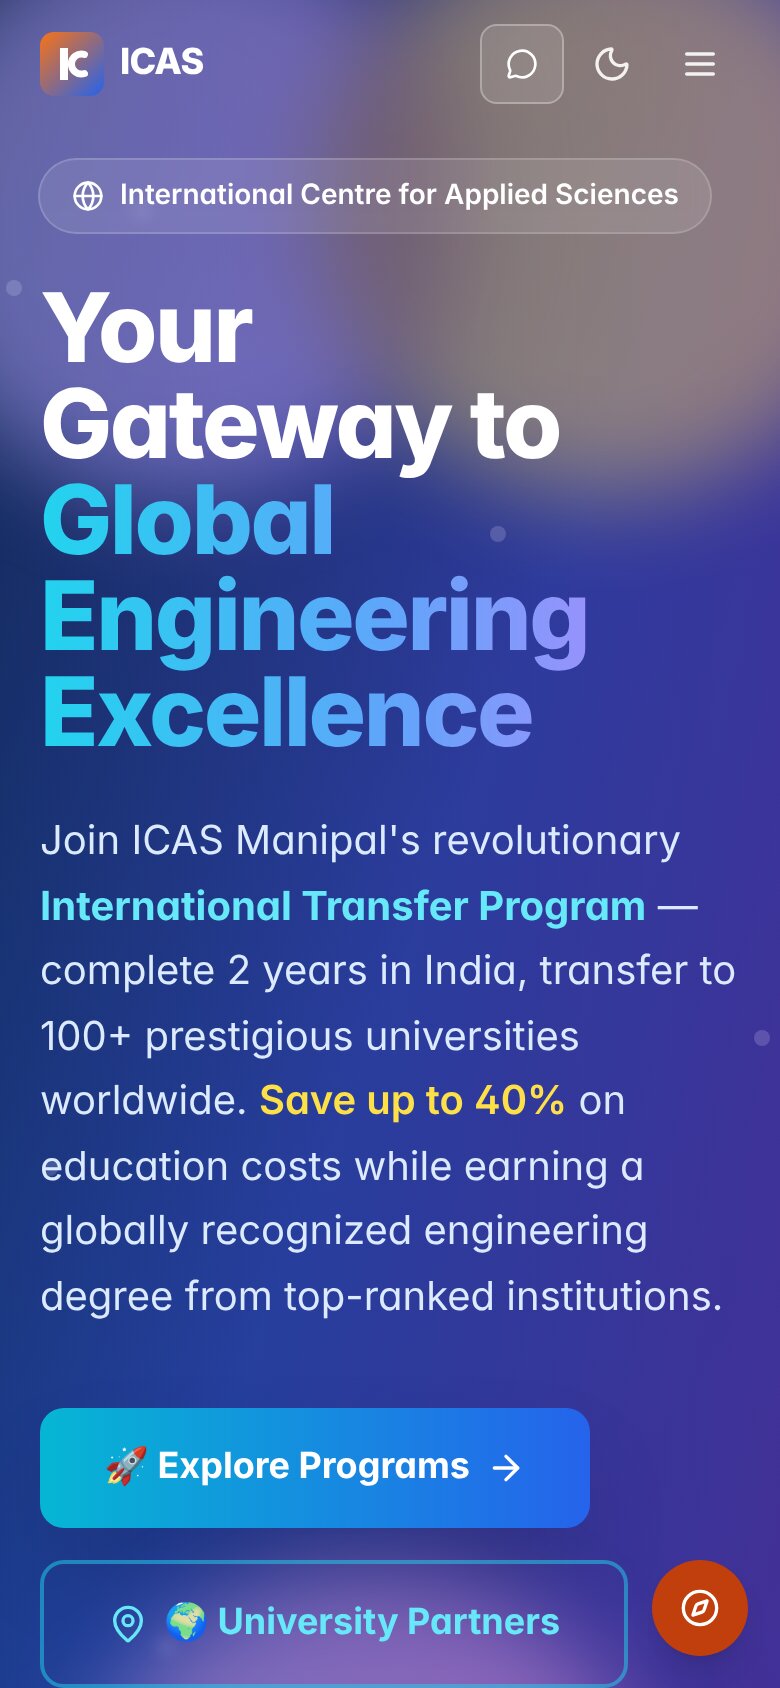 ICAS
International Centre for Applied Sciences
Your
Gateway to
Global
Engineering
Excellence
Join ICAS Manipal's revolutionary
International Transfer Program —
complete 2 years in India, transfer to
100+ prestigious universities
worldwide. Save up to 40% on
education costs while earning a
globally recognized engineering
degree from top-ranked institutions.
🚀 Explore Programs →
🌍 University Partners